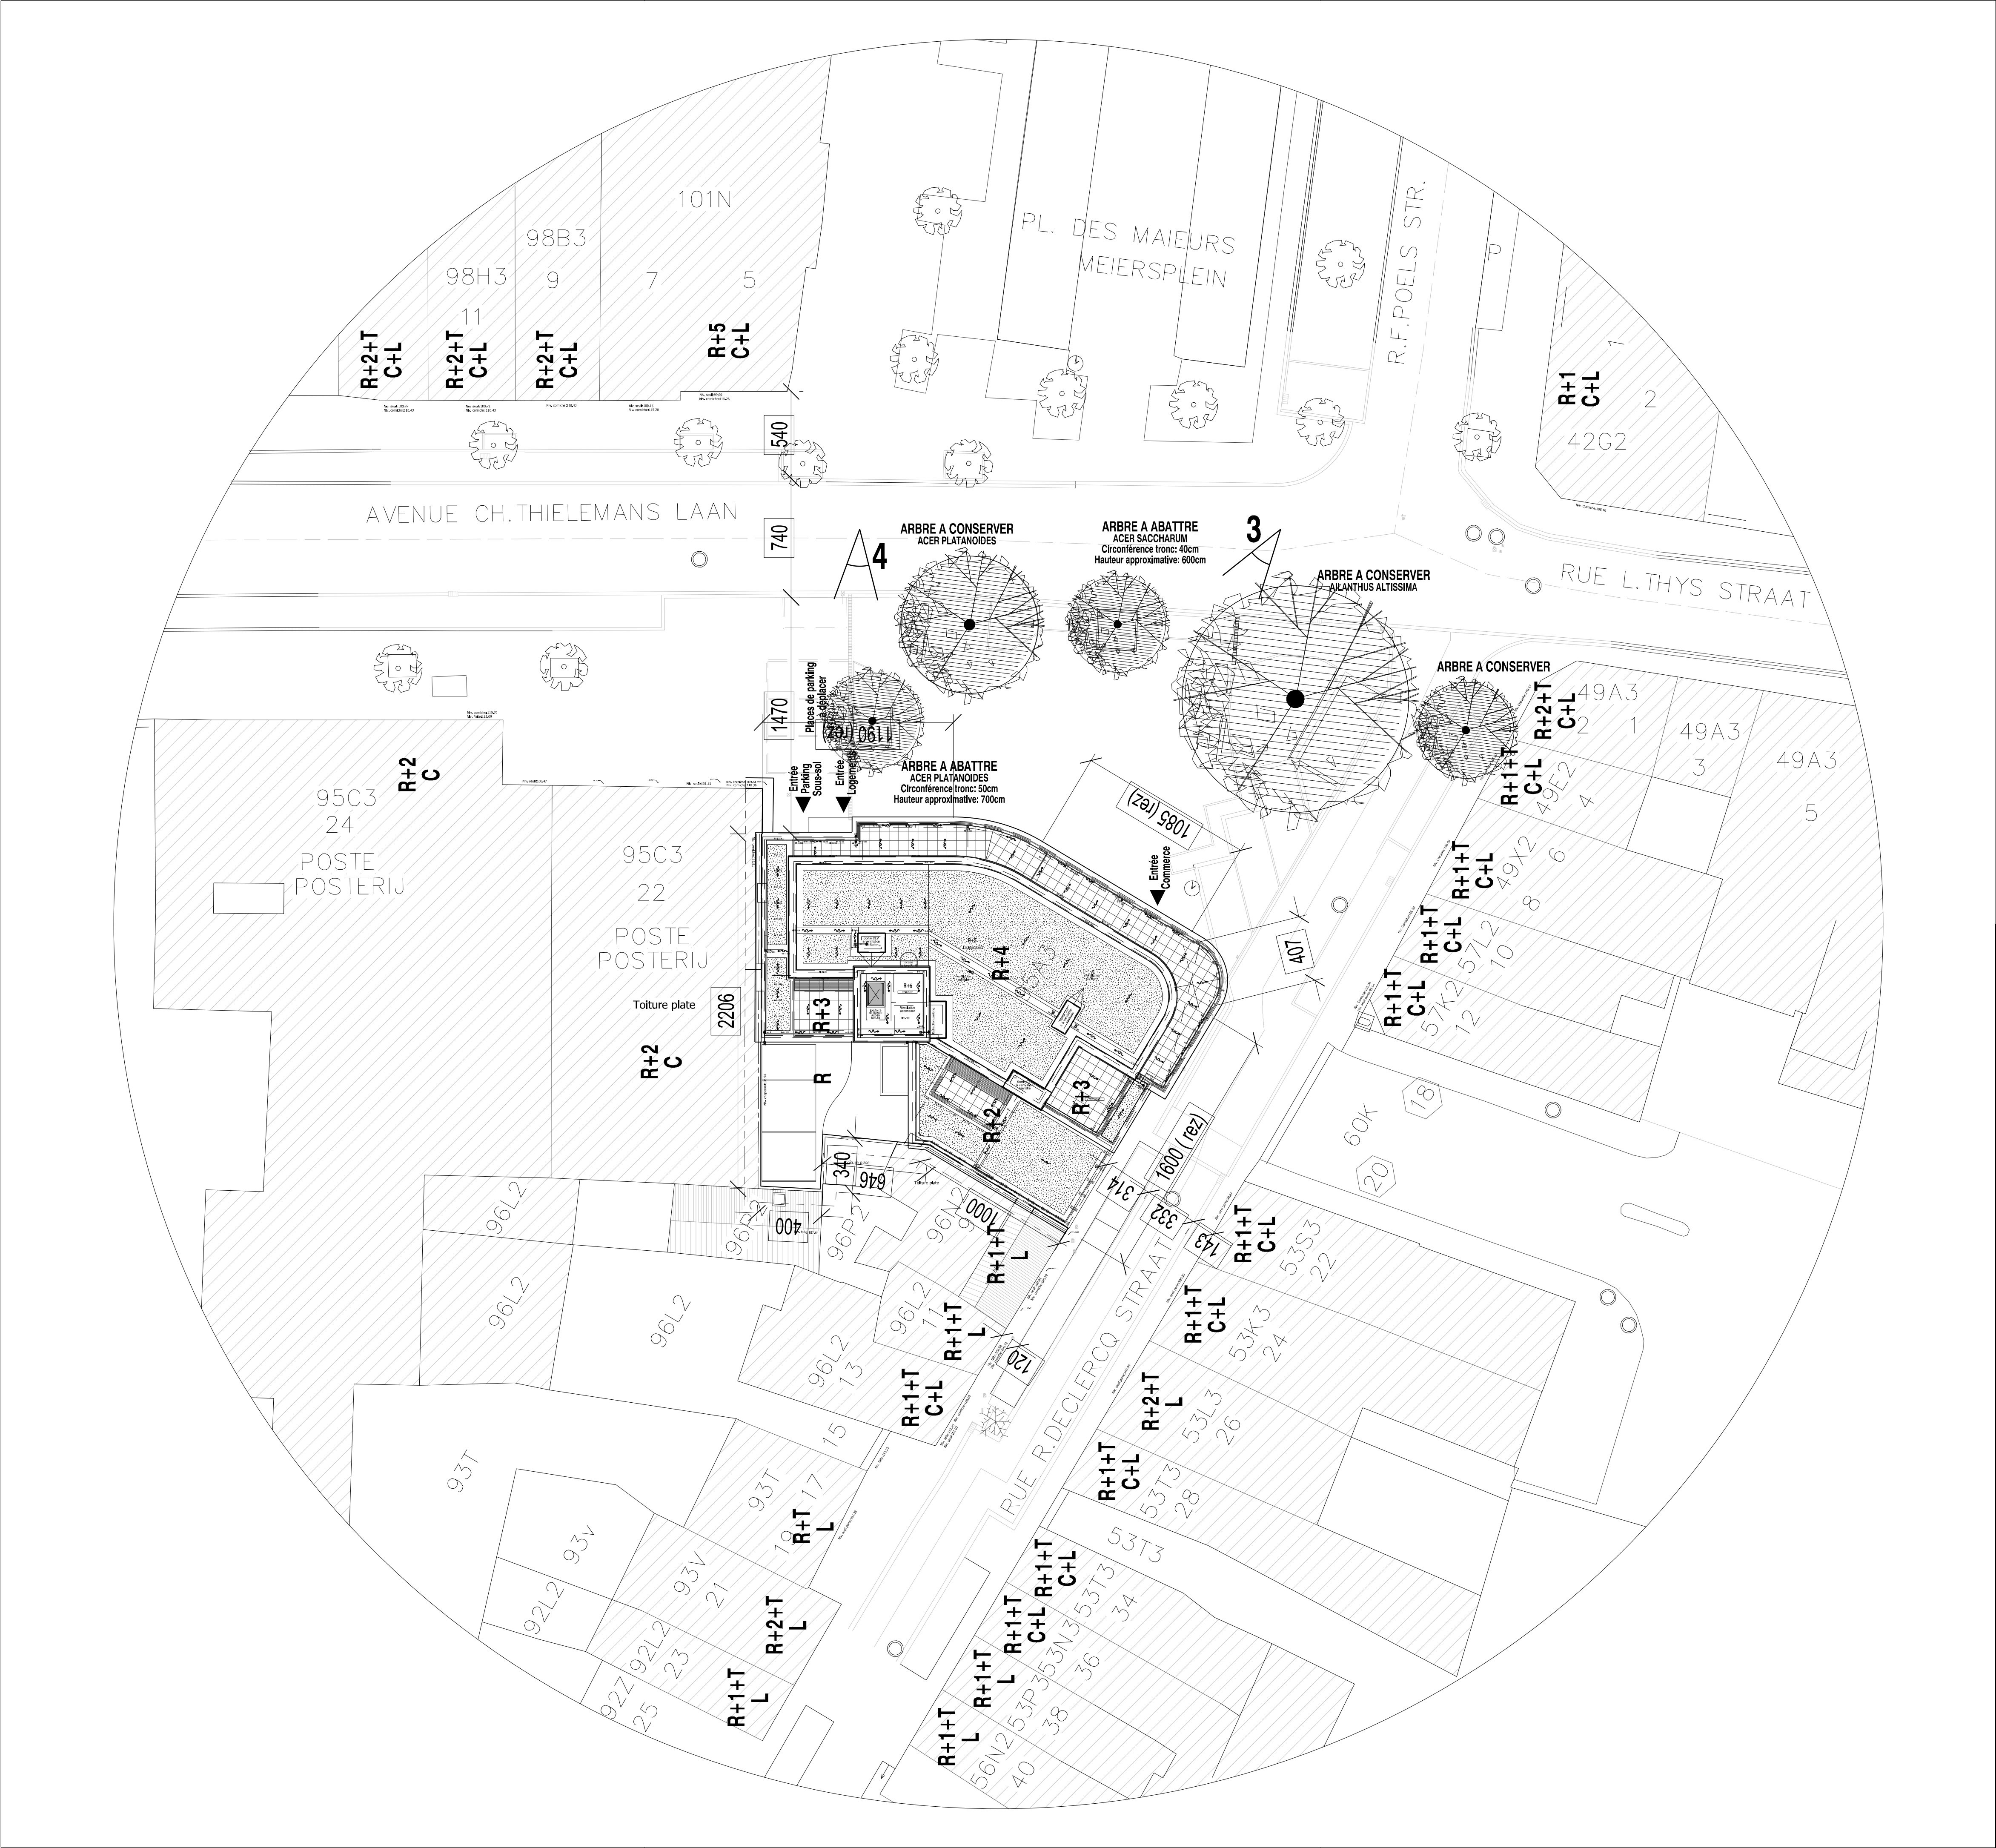 101N
98B3
98H3
9
7
5
11
R+2+T
C+L
R+2+T
C+L
R+2+T
C+L
R+5
C+L
PL. DES MAIEURS
MEIERSPLEIN
R.F.POELS STR.
P
R+1
C+L
1
2
42G2
540
AVENUE CH.THIELEMANS LAAN
740
4
ARBRE A CONSERVER
ACER PLATANOIDES
ARBRE A ABATTRE
ACER SACCHARUM
Circonférence tronc: 40cm
Hauteur approximative: 600cm
3
ARBRE A CONSERVER
AILANTHUS ALTISSIMA
RUE L.THYS STRAAT
ARBRE A CONSERVER
1470
Places de parking
à déplacer
1190 (rez)
Entrée
Parking
Sous-sol
Entrée
Logements
ARBRE A ABATTRE
ACER PLATANOIDES
Circonférence tronc: 50cm
Hauteur approximative: 700cm
1085 (rez)
Entrée
Commerce
R+2+T
C+L
49A3
2
1
49A3
3
49A3
5
R+1+T
C+L
49E2
4
R+1+T
C+L
49X2
6
8
R+1+T
C+L
57L2
10
R+1+T
C+L
57K2
12
R+2
C
95C3
24
POSTE
POSTERIJ
95C3
22
POSTE
POSTERIJ
Toiture plate
2206
R+2
C
R+4
95A3
R+3
R+6
R
R+2
R+3
407
60K
18
20
1600 ( rez)
340
646
400
1000
314
332
143
120
96L2
96L2
96L2
96P2
96P2
96N2
9
R+1+T
L
96L2
11
R+1+T
L
96L2
13
R+1+T
C+L
RUE R.DECLERCQ STRAAT
R+1+T
C+L
53S3
22
R+1+T
C+L
53K3
24
R+2+T
L
53L3
26
R+1+T
C+L
53T3
28
53T3
R+1+T
C+L
53T3
34
R+1+T
C+L
53N3
36
R+1+T
L
53P3
38
R+1+T
L
56N2
40
93T
15
93T
17
19
R+T
L
93V
93V
21
R+2+T
L
92L2
92L2
23
R+1+T
L
92Z
25